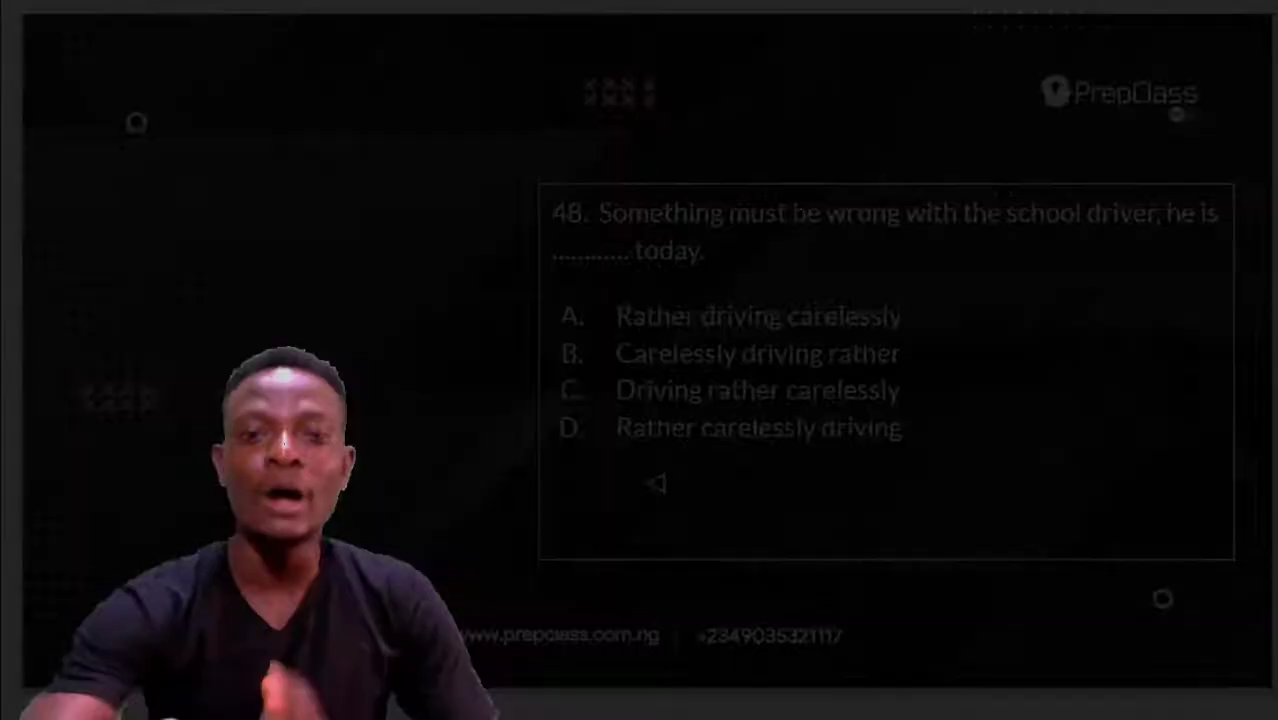 PrepClass
48. Something must be wrong with the school driver, he is
............ today.
A. Rather driving carelessly
B. Carelessly driving rather
C. Driving rather carelessly
D. Rather carelessly driving
www.prepclass.com.ng | +2349035321117